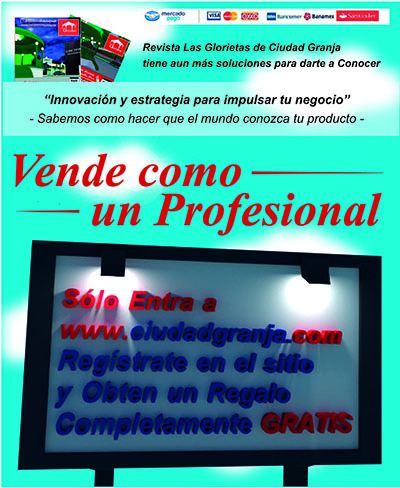 mercado pago VISA Bancomer Banamex Santander
Revista Las Glorietas de Ciudad Granja
tiene aun más soluciones para darte a Conocer
“Innovación y estrategia para impulsar tu negocio”
- Sabemos como hacer que el mundo conozca tu producto -
Vende como
un Profesional
Sólo Entra a
www.ciudadgranja.com
Regístrate en el sitio
y Obten un Regalo
Completamente GRATIS